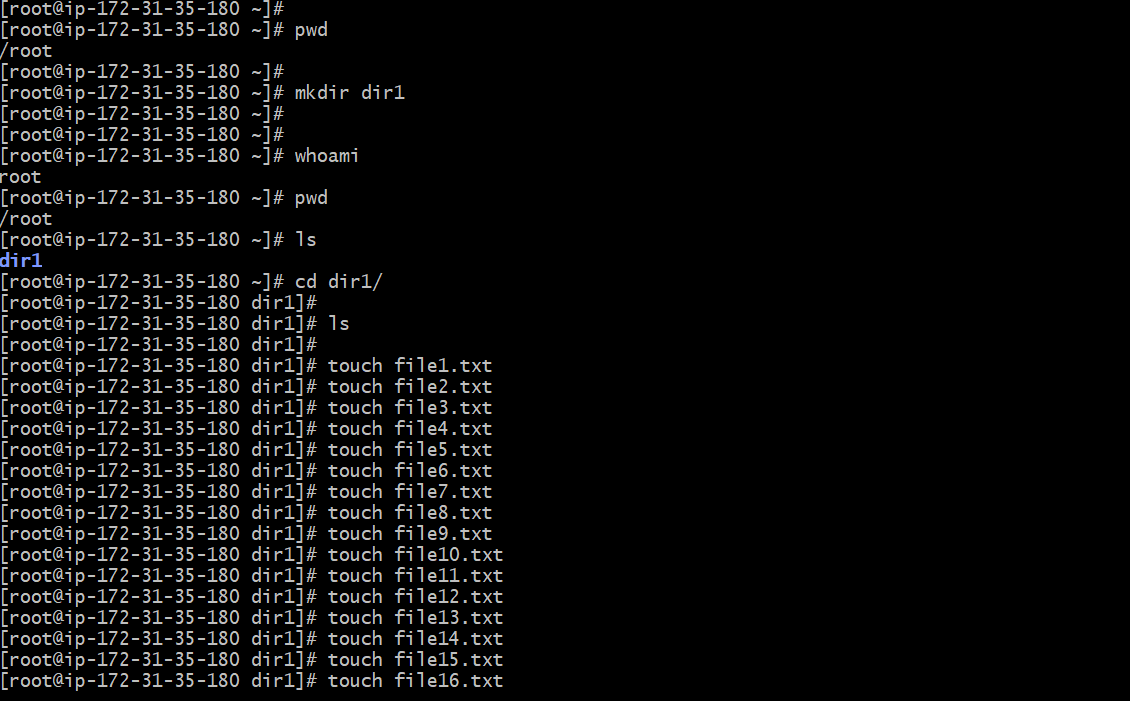 [root@ip-172-31-35-180 ~]#
[root@ip-172-31-35-180 ~]# pwd
/root
[root@ip-172-31-35-180 ~]#
[root@ip-172-31-35-180 ~]# mkdir dir1
[root@ip-172-31-35-180 ~]#
[root@ip-172-31-35-180 ~]#
[root@ip-172-31-35-180 ~]# whoami
root
[root@ip-172-31-35-180 ~]# pwd
/root
[root@ip-172-31-35-180 ~]# ls
dir1
[root@ip-172-31-35-180 ~]# cd dir1/
[root@ip-172-31-35-180 dir1]#
[root@ip-172-31-35-180 dir1]# ls
[root@ip-172-31-35-180 dir1]#
[root@ip-172-31-35-180 dir1]# touch file1.txt
[root@ip-172-31-35-180 dir1]# touch file2.txt
[root@ip-172-31-35-180 dir1]# touch file3.txt
[root@ip-172-31-35-180 dir1]# touch file4.txt
[root@ip-172-31-35-180 dir1]# touch file5.txt
[root@ip-172-31-35-180 dir1]# touch file6.txt
[root@ip-172-31-35-180 dir1]# touch file7.txt
[root@ip-172-31-35-180 dir1]# touch file8.txt
[root@ip-172-31-35-180 dir1]# touch file9.txt
[root@ip-172-31-35-180 dir1]# touch file10.txt
[root@ip-172-31-35-180 dir1]# touch file11.txt
[root@ip-172-31-35-180 dir1]# touch file12.txt
[root@ip-172-31-35-180 dir1]# touch file13.txt
[root@ip-172-31-35-180 dir1]# touch file14.txt
[root@ip-172-31-35-180 dir1]# touch file15.txt
[root@ip-172-31-35-180 dir1]# touch file16.txt